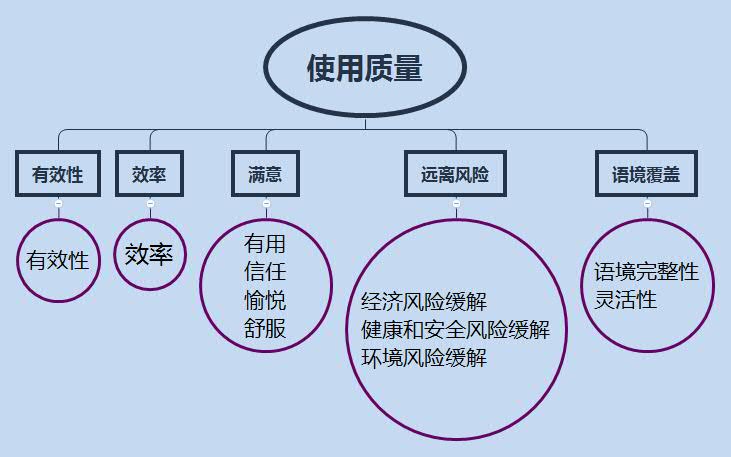 使用质量
有效性
效率
满意
远离风险
语境覆盖
有效性
效率
有用
信任
愉悦
舒服
经济风险缓解
健康和安全风险缓解
环境风险缓解
语境完整性
灵活性